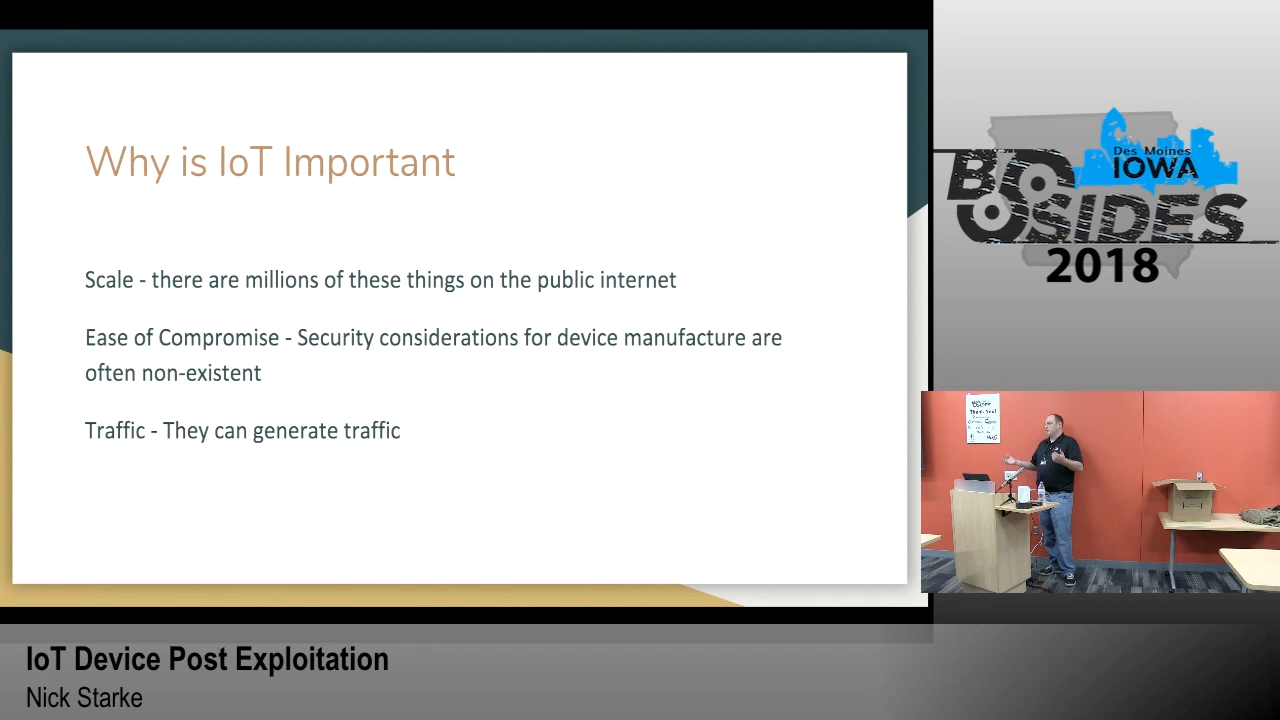 Why is IoT Important
Scale - there are millions of these things on the public internet
Ease of Compromise - Security considerations for device manufacture are
often non-existent
Traffic - They can generate traffic
Des Moines
IOWA
BSIDES
2018
Thank You!
IoT Device Post Exploitation
Nick Starke